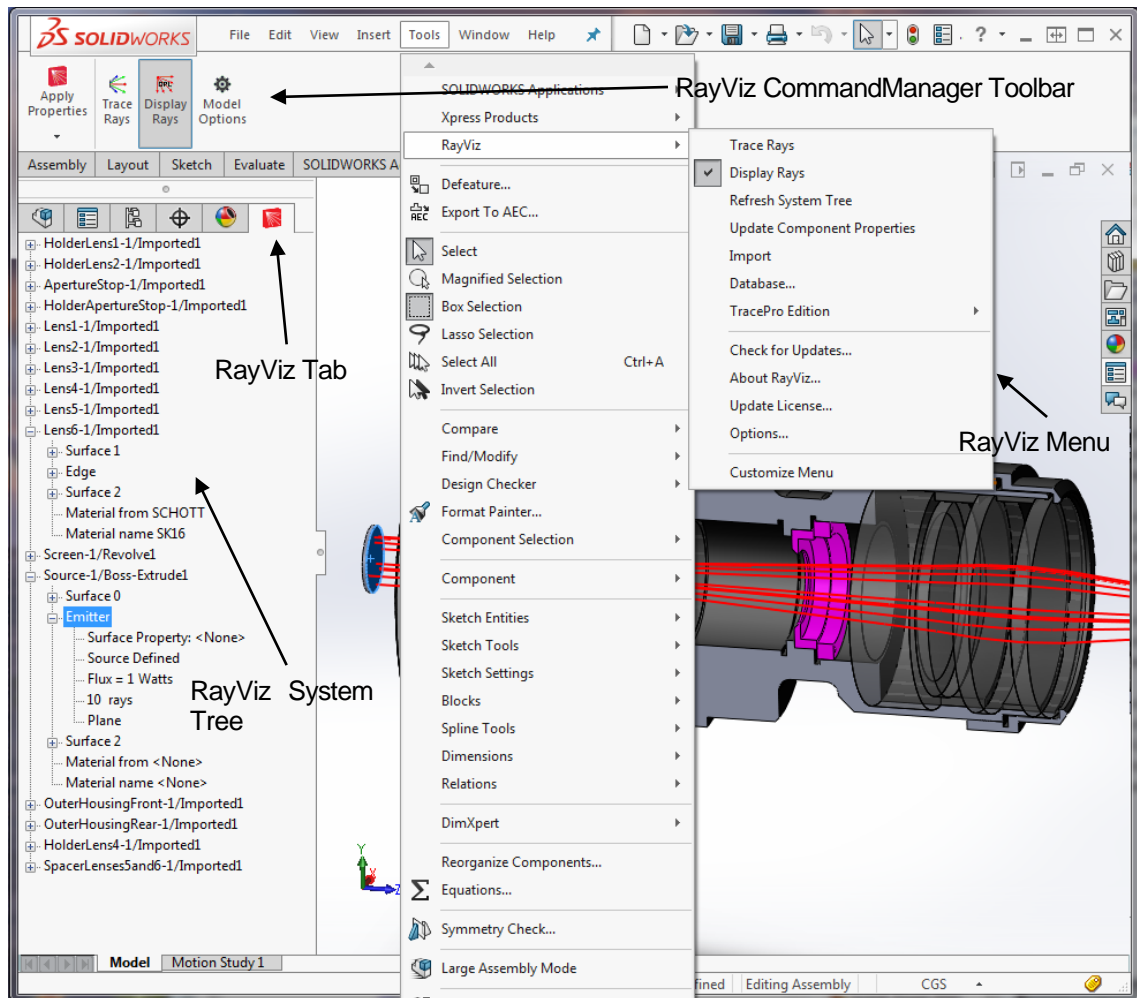 SOLIDWORKS
File Edit View Insert Tools Window Help
?
Apply Properties
Trace Rays
Display Rays
Model Options
RayViz CommandManager Toolbar
Assembly Layout Sketch Evaluate SOLIDWORKS A
HolderLens1-1/Imported1
HolderLens2-1/Imported1
ApertureStop-1/Imported1
HolderApertureStop-1/Imported1
Lens1-1/Imported1
Lens2-1/Imported1
Lens3-1/Imported1
Lens4-1/Imported1
Lens5-1/Imported1
Lens6-1/Imported1
Surface 1
Edge
Surface 2
Material from SCHOTT
Material name SK16
Screen-1/Revolve1
Source-1/Boss-Extrude1
Surface 0
Emitter
Surface Property: <None>
Source Defined
Flux = 1 Watts
10 rays
Plane
Surface 2
Material from <None>
Material name <None>
OuterHousingFront-1/Imported1
OuterHousingRear-1/Imported1
HolderLens4-1/Imported1
SpacerLenses5and6-1/Imported1
RayViz Tab
RayViz System
Tree
SOLIDWORKS Applications
Xpress Products
RayViz
Defeature...
Export To AEC...
Select
Magnified Selection
Box Selection
Lasso Selection
Select All Ctrl+A
Invert Selection
Compare
Find/Modify
Design Checker
Format Painter...
Component Selection
Component
Sketch Entities
Sketch Tools
Sketch Settings
Blocks
Spline Tools
Dimensions
Relations
DimXpert
Reorganize Components...
Equations...
Symmetry Check...
Large Assembly Mode
Trace Rays
Display Rays
Refresh System Tree
Update Component Properties
Import
Database...
TracePro Edition
Check for Updates...
About RayViz...
Update License...
Options...
Customize Menu
RayViz Menu
Y
X
Z
Model Motion Study 1
fined Editing Assembly CGS